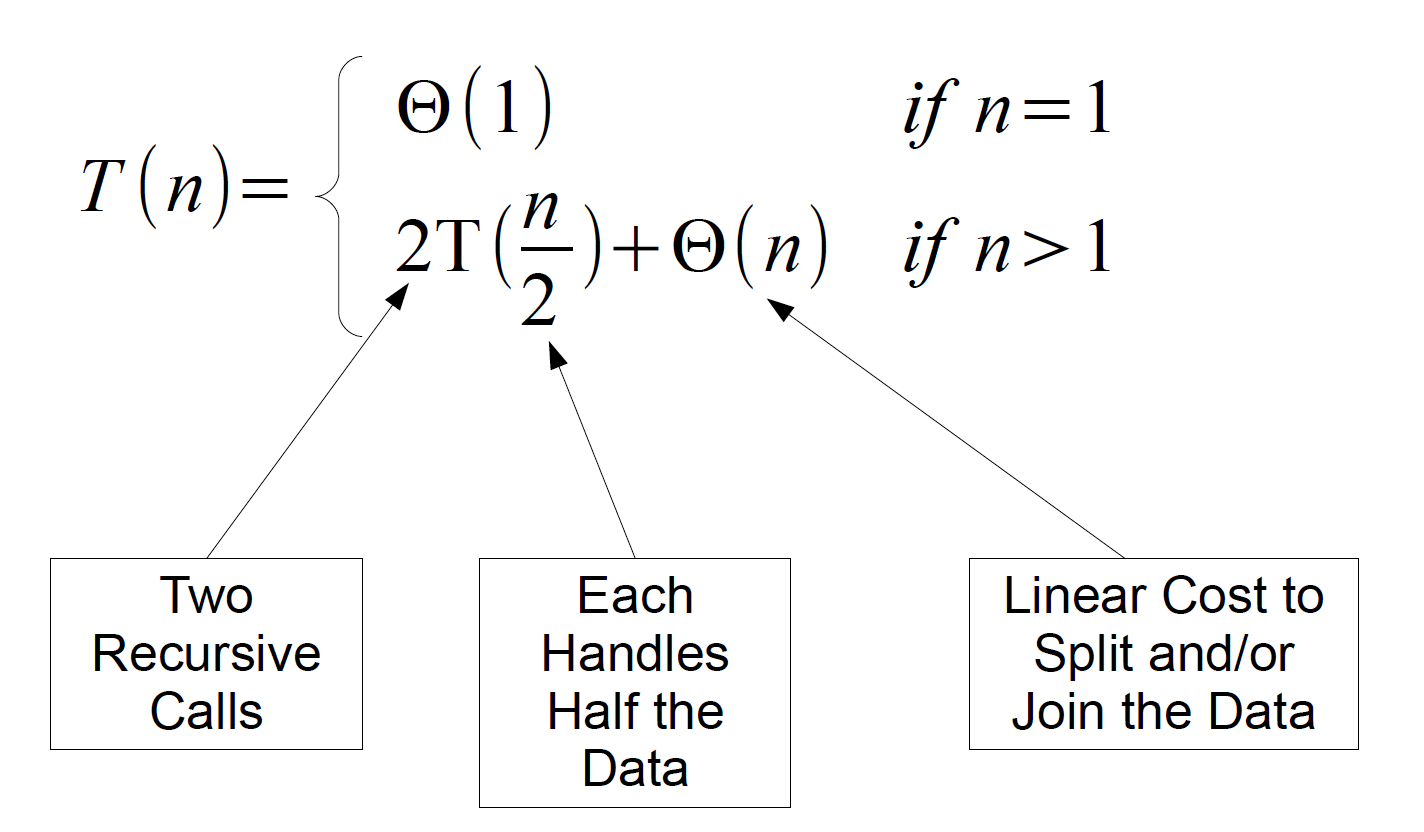 Θ(1) if n=1
T(n)=
2T(n/2)+Θ(n) if n>1
Two
Recursive
Calls
Each
Handles
Half the
Data
Linear Cost to
Split and/or
Join the Data